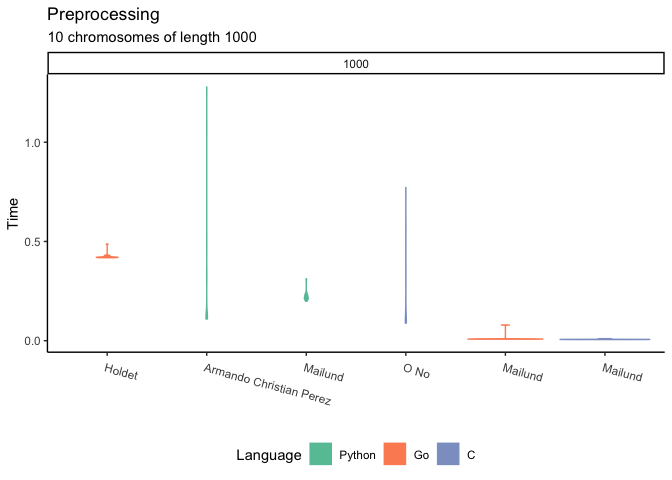 Preprocessing
10 chromosomes of length 1000
1000
Time
1.0
0.5
0.0
Holdet
Armando Christian Perez
Mailund
O No
Mailund
Mailund
Language Python Go C